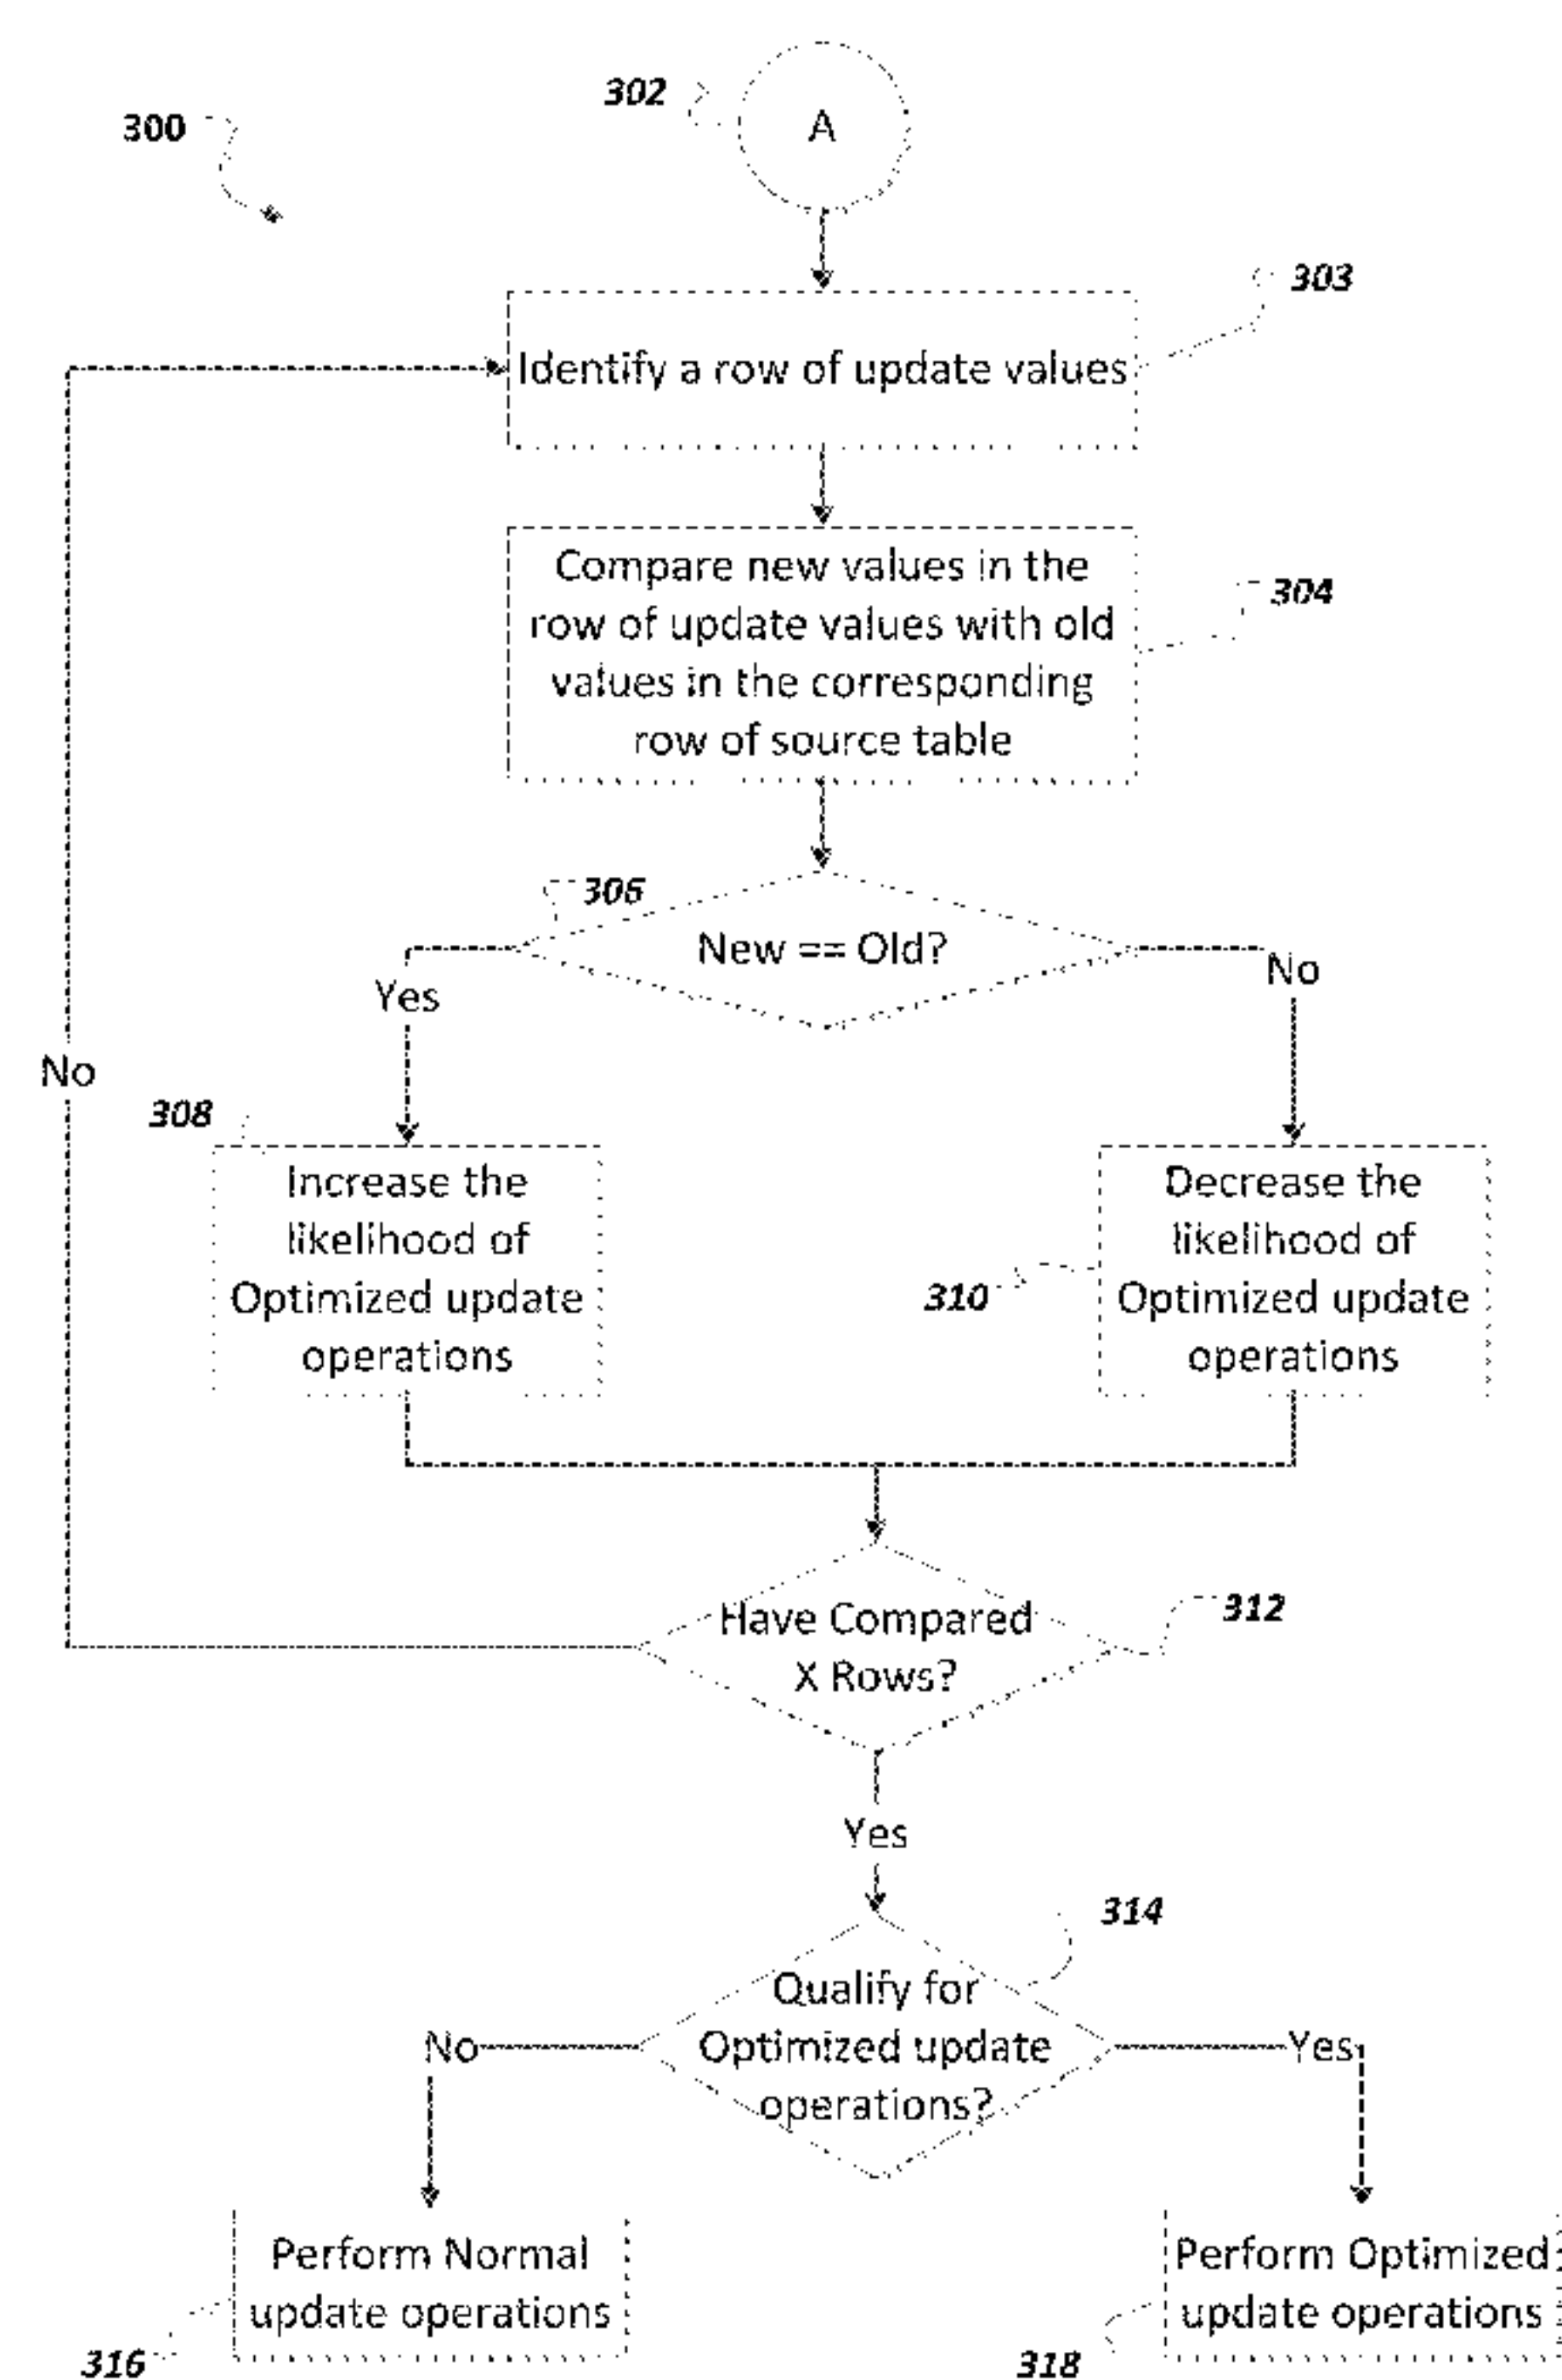 302
A
300
303
Identify a row of update values
Compare new values in the
row of update values with old
values in the corresponding
row of source table
304
306
New == Old?
Yes
No
No
308
Increase the
likelihood of
Optimized update
operations
Decrease the
likelihood of
Optimized update
operations
310
Have Compared
X Rows?
312
Yes
314
Qualify for
Optimized update
operations?
No
Yes
Perform Normal
update operations
316
Perform Optimized
update operations
318